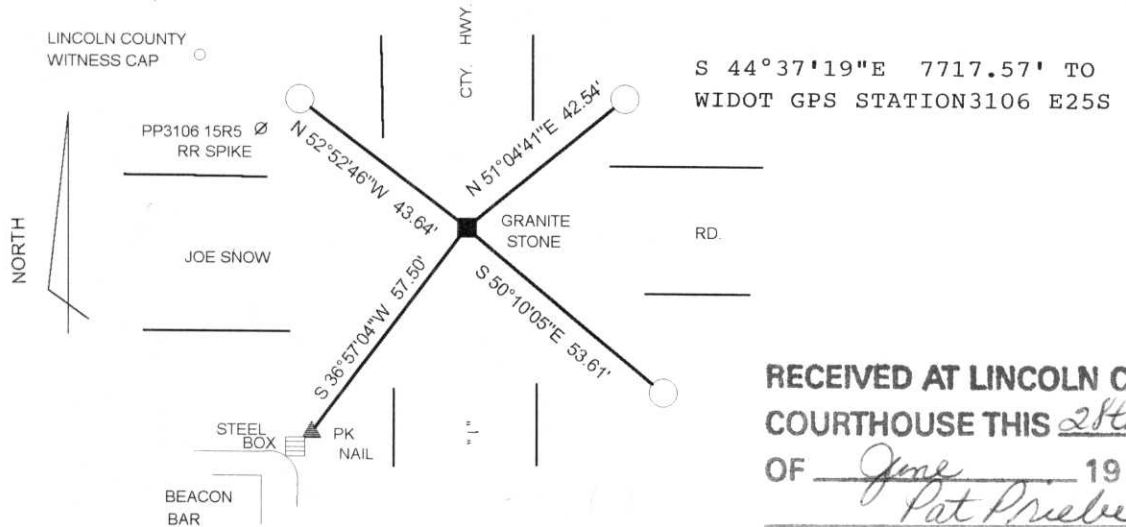 LINCOLN COUNTY
WITNESS CAP
CTY. HWY.
S 44°37'19"E 7717.57' TO
WIDOT GPS STATION3106 E25S
PP3106 15R5 Ø
RR SPIKE
N 52°52'46"W 43.64'
N 51°04'41"E 42.54'
NORTH
JOE SNOW
GRANITE
STONE
RD.
S 36°57'04"W 57.50'
S 50°10'05"E 53.61'
STEEL
BOX
PK
NAIL
"J"
BEACON
BAR
RECEIVED AT LINCOLN C
COURTHOUSE THIS 28th
OF June 19
Pat